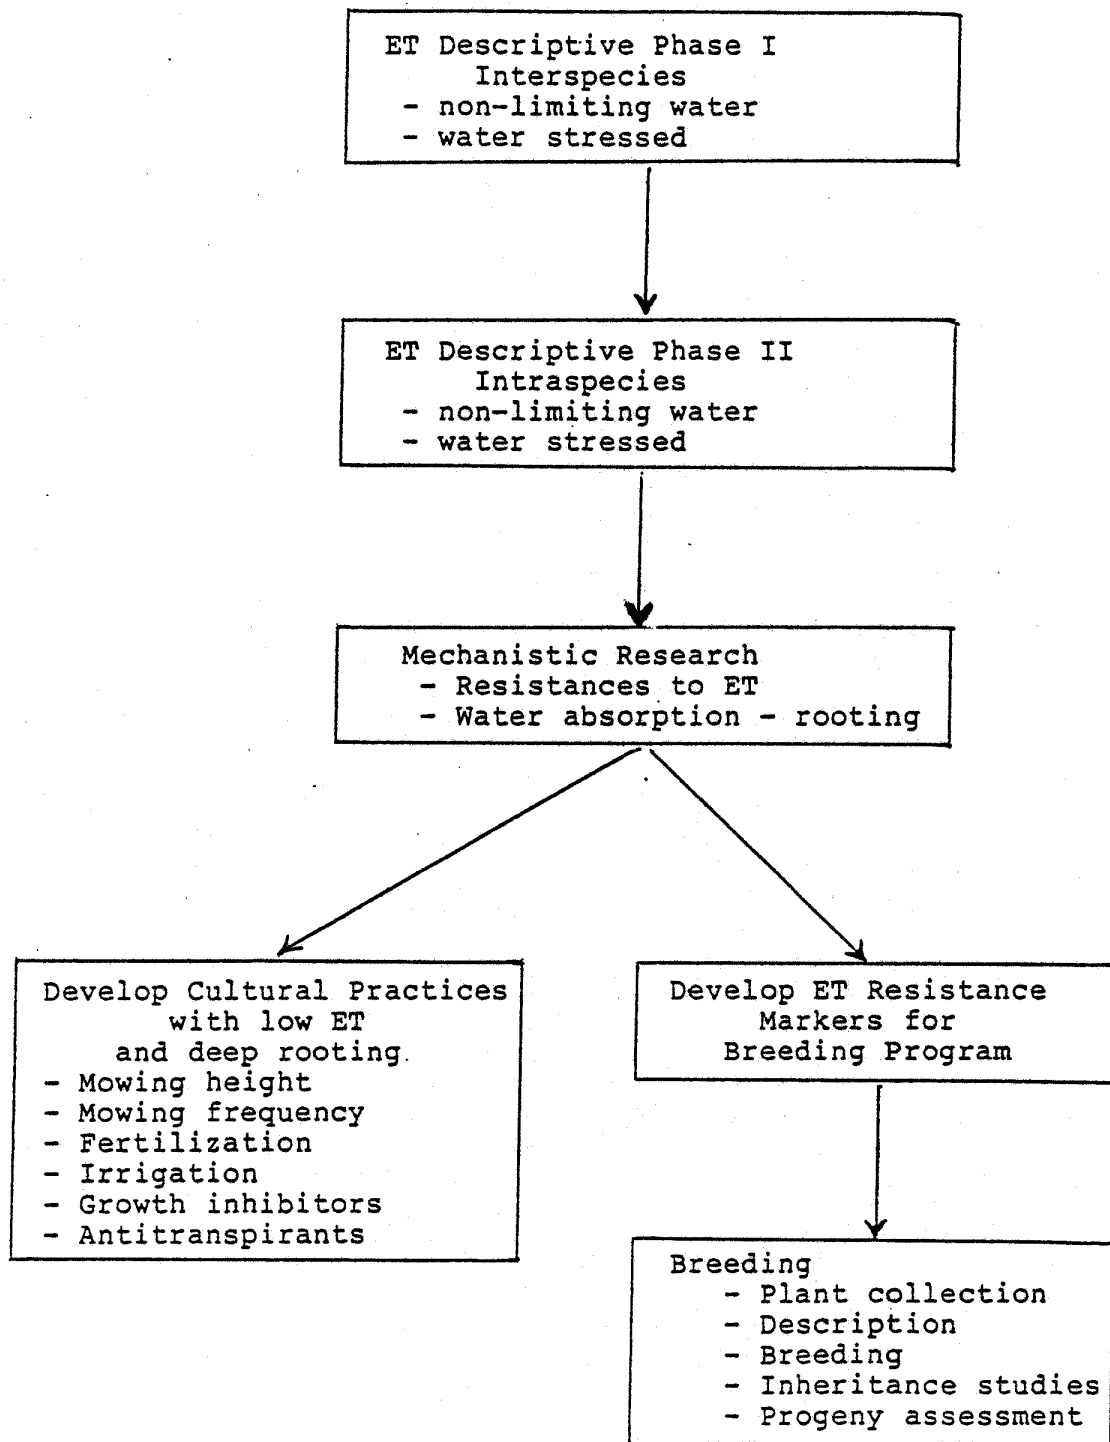 ET Descriptive Phase I
Interspecies
- non-limiting water
- water stressed
ET Descriptive Phase II
Intraspecies
- non-limiting water
- water stressed
Mechanistic Research
- Resistances to ET
- Water absorption - rooting
Develop Cultural Practices
with low ET
and deep rooting.
- Mowing height
- Mowing frequency
- Fertilization
- Irrigation
- Growth inhibitors
- Antitranspirants
Develop ET Resistance
Markers for
Breeding Program
Breeding
- Plant collection
- Description
- Breeding
- Inheritance studies
- Progeny assessment